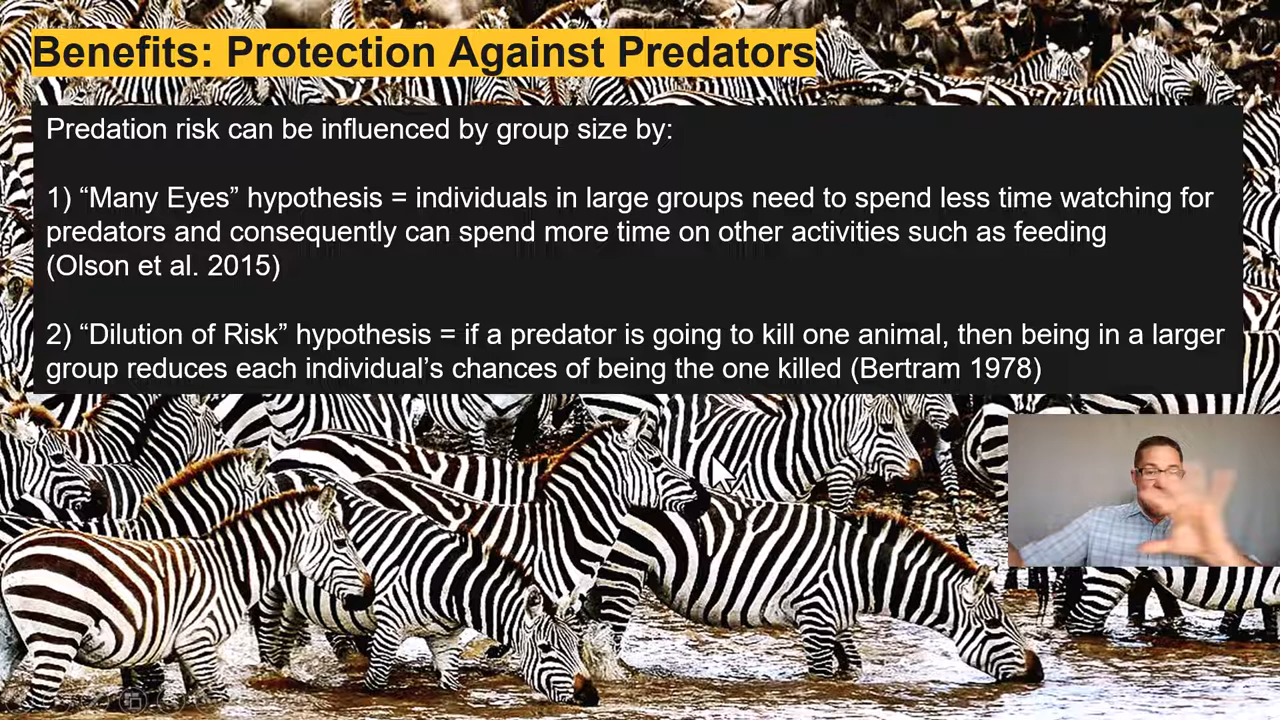 Benefits: Protection Against Predators
Predation risk can be influenced by group size by:
1) “Many Eyes” hypothesis = individuals in large groups need to spend less time watching for
predators and consequently can spend more time on other activities such as feeding
(Olson et al. 2015)
2) “Dilution of Risk” hypothesis = if a predator is going to kill one animal, then being in a larger
group reduces each individual’s chances of being the one killed (Bertram 1978)